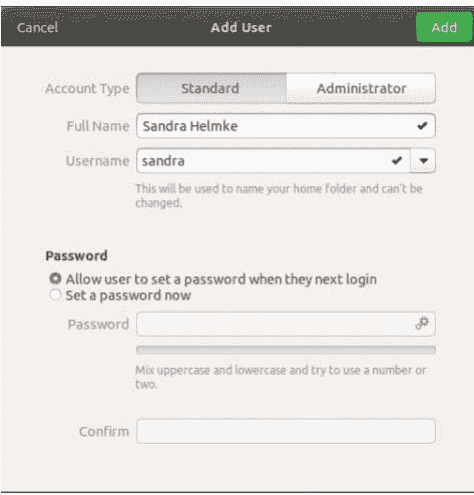 Cancel Add User Add
Account Type Standard Administrator
Full Name Sandra Helmke
Username sandra
This will be used to name your home folder and can't be
changed.
Password
Allow user to set a password when they next login
Set a password now
Password
Mix uppercase and lowercase and try to use a number or
two.
Confirm